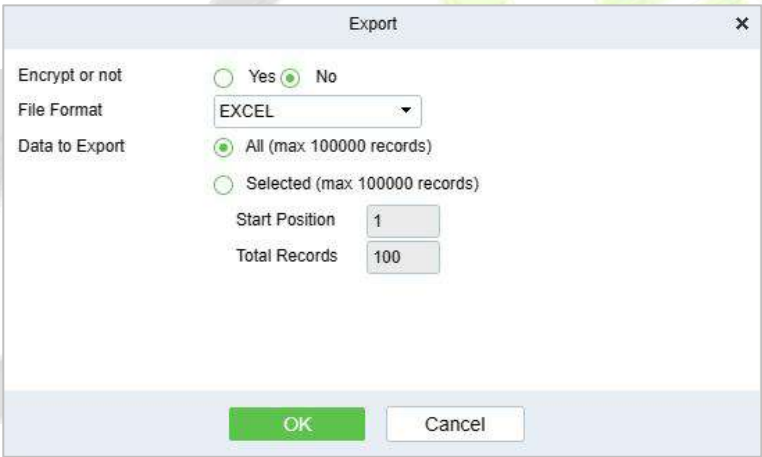 Export
Encrypt or not Yes No
File Format EXCEL
Data to Export All (max 100000 records)
Selected (max 100000 records)
Start Position 1
Total Records 100
OK Cancel